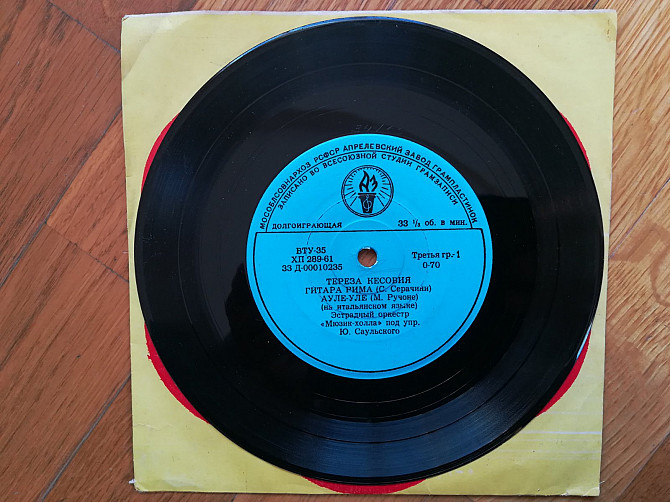 МОСОБЛСОВНАРХОЗ РСФСР АПРЕЛЕВСКИЙ ЗАВОД ГРАМПЛАСТИНОК
ЗАПИСАНО ВО ВСЕСОЮЗНОЙ СТУДИИ ГРАМЗАПИСИ
АЗ
ДОЛГОИГРАЮЩАЯ 33 ⅓ об. в мин.
ВТУ-35
ХП 289-61 Третья гр.-1
33 Д-00010235 0-70
ТЕРЕЗА КЕСОВИЯ
ГИТАРА РИМА (С. Серачини)
АУЛЕ-УЛЕ (М. Ручоне)
(на итальянском языке)
Эстрадный оркестр
«Мюзик-холла» под упр.
Ю. Саульского